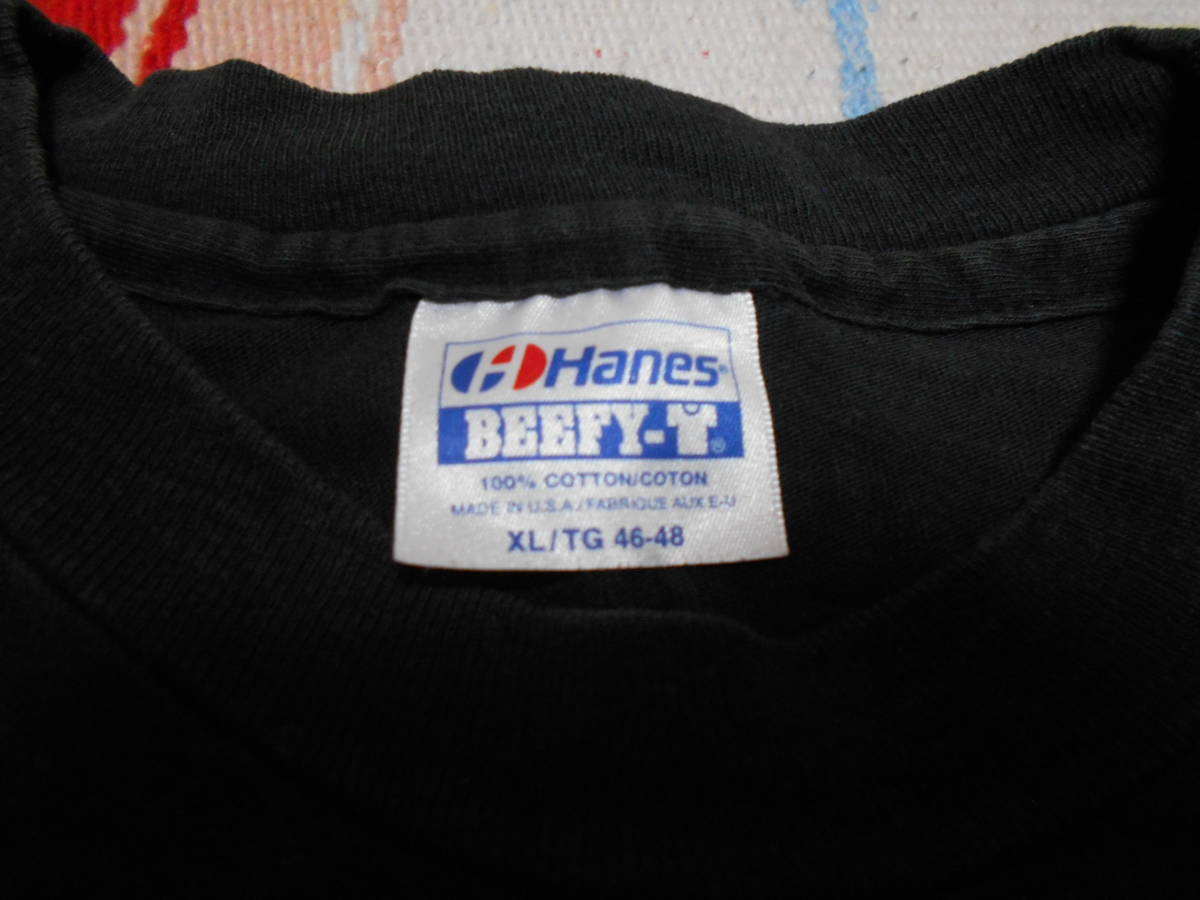 Hanes®
BEEFY-T®
100% COTTON/COTON
MADE IN U.S.A./FABRIQUE AUX E-U
XL/TG 46-48